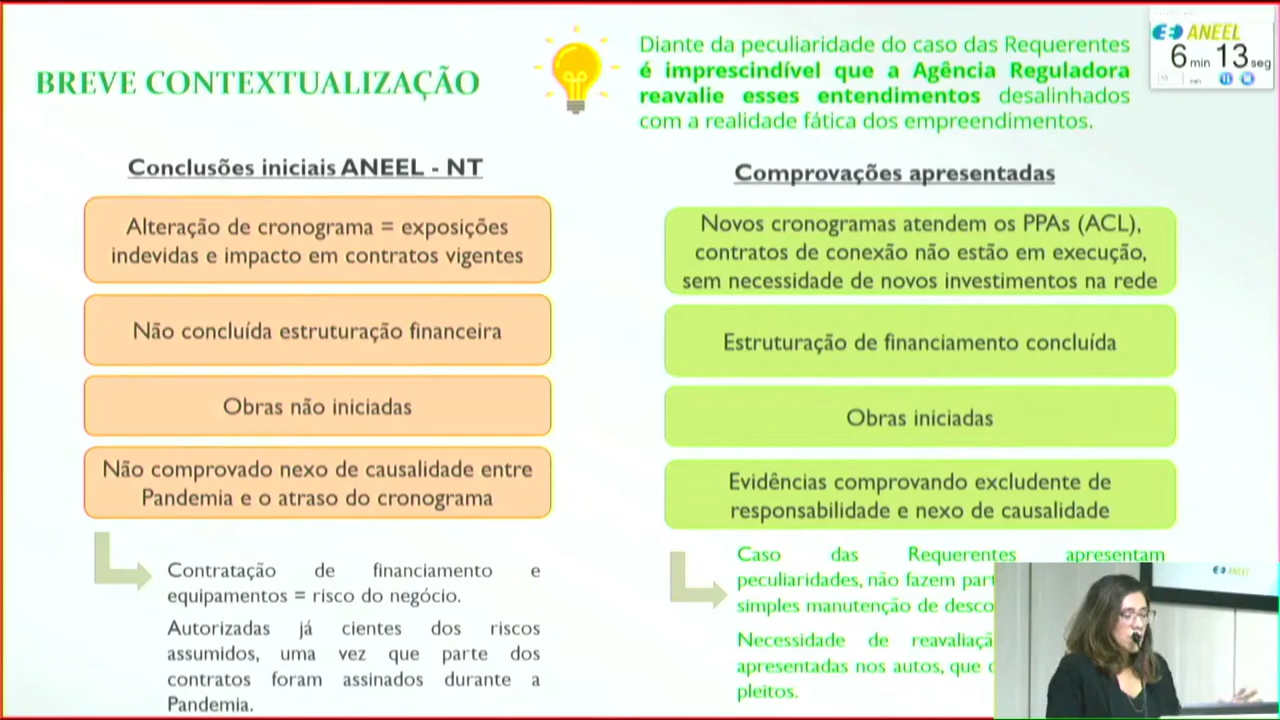 BREVE CONTEXTUALIZAÇÃO
Diante da peculiaridade do caso das Requerentes
é imprescindível que a Agência Reguladora
reavalie esses entendimentos desalinhados
com a realidade fática dos empreendimentos.
ANEEL
6 min 13 seg
10 min
Conclusões iniciais ANEEL - NT
Alteração de cronograma = exposições
indevidas e impacto em contratos vigentes
Não concluída estruturação financeira
Obras não iniciadas
Não comprovado nexo de causalidade entre
Pandemia e o atraso do cronograma
Contratação de financiamento e
equipamentos = risco do negócio.
Autorizadas já cientes dos riscos
assumidos, uma vez que parte dos
contratos foram assinados durante a
Pandemia.
Comprovações apresentadas
Novos cronogramas atendem os PPAs (ACL),
contratos de conexão não estão em execução,
sem necessidade de novos investimentos na rede
Estruturação de financiamento concluída
Obras iniciadas
Evidências comprovando excludente de
responsabilidade e nexo de causalidade
Caso das Requerentes apresentam
peculiaridades, não fazem part
simples manutenção de desco
Necessidade de reavaliaçã
apresentadas nos autos, que
pleitos.
ANEEL